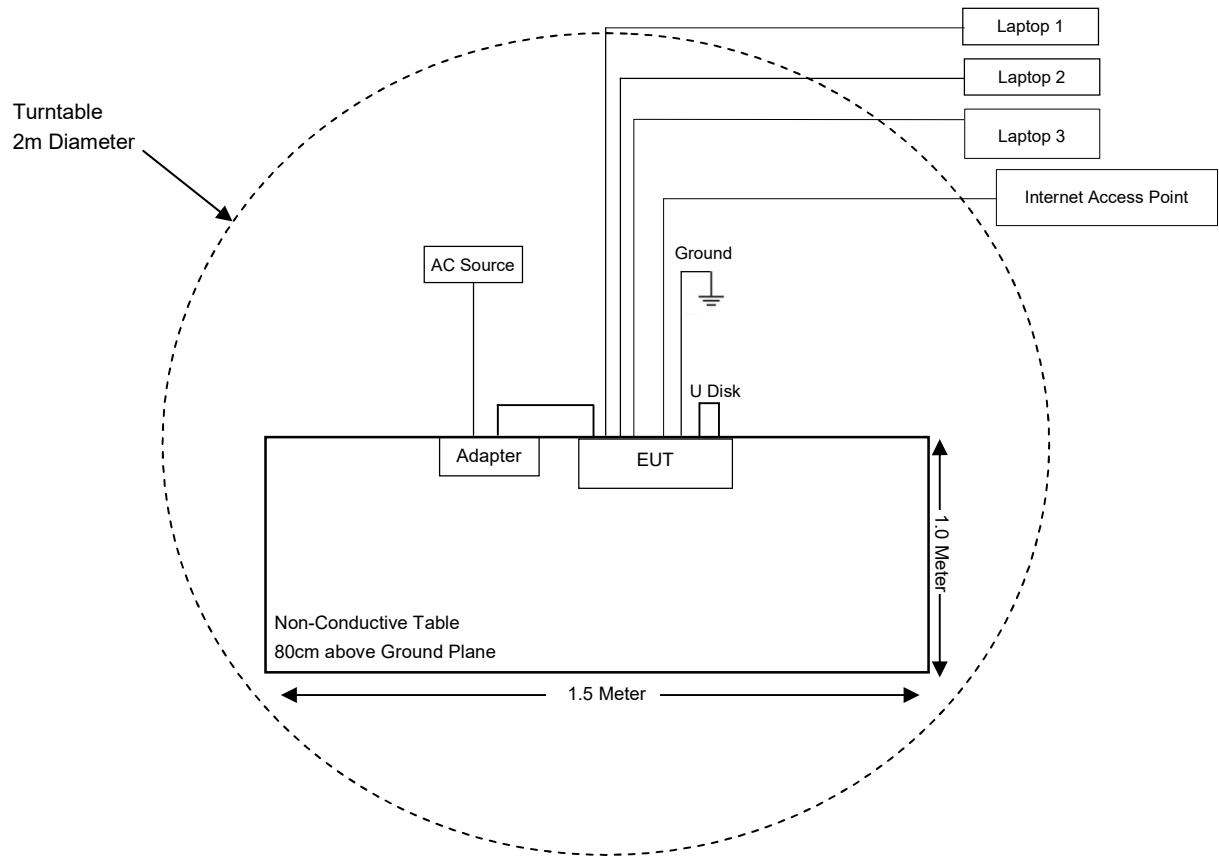 Laptop 1
Laptop 2
Turntable
2m Diameter
Laptop 3
Internet Access Point
Ground
AC Source
U Disk
Adapter
EUT
1.0 Meter
Non-Conductive Table
80cm above Ground Plane
1.5 Meter